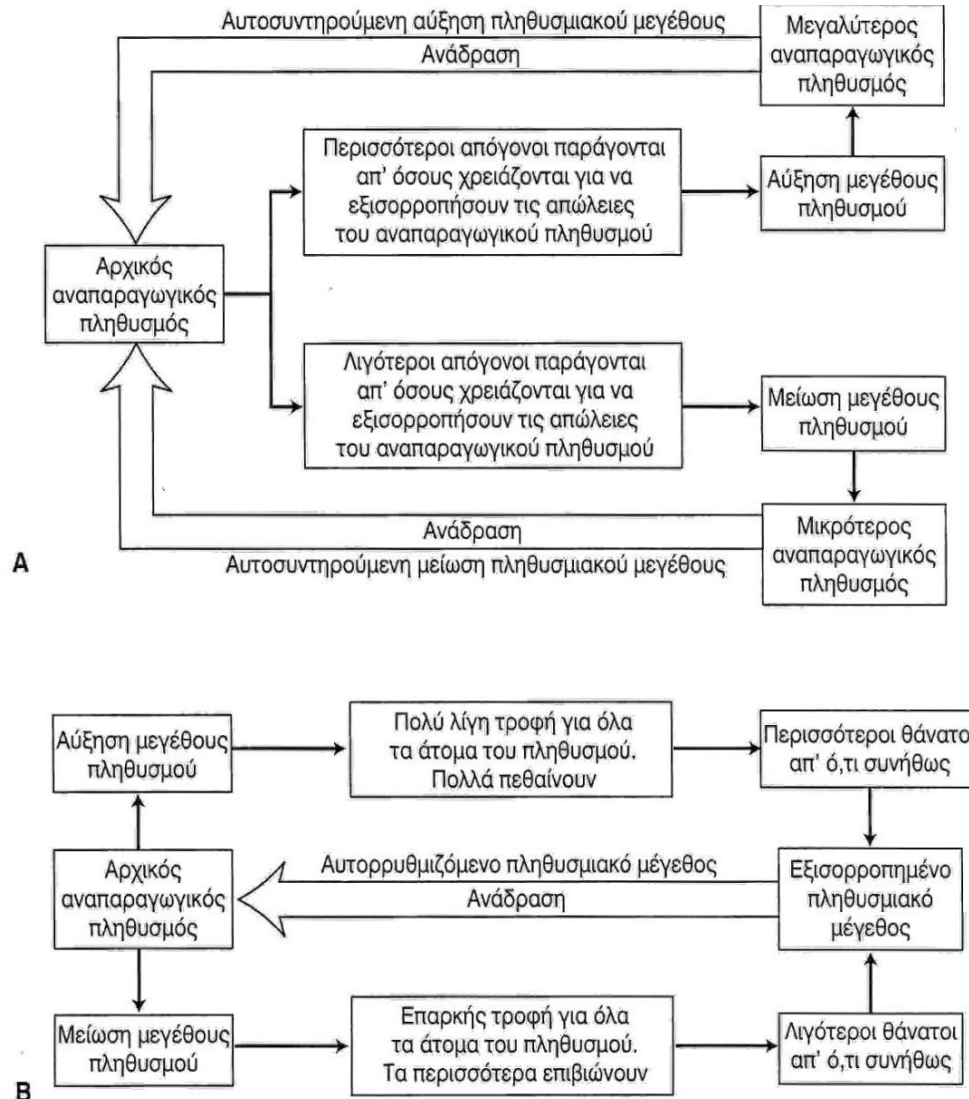 Αυτοσυντηρούμενη αύξηση πληθυσμιακού μεγέθους
Ανάδραση
Μεγαλύτερος
αναπαραγωγικός
πληθυσμός
Περισσότεροι απόγονοι παράγονται
απ' όσους χρειάζονται για να
εξισορροπήσουν τις απώλειες
του αναπαραγωγικού πληθυσμού
Αύξηση μεγέθους
πληθυσμού
Αρχικός
αναπαραγωγικός
πληθυσμός
Λιγότεροι απόγονοι παράγονται
απ' όσους χρειάζονται για να
εξισορροπήσουν τις απώλειες
του αναπαραγωγικού πληθυσμού
Μείωση μεγέθους
πληθυσμού
Ανάδραση
Αυτοσυντηρούμενη μείωση πληθυσμιακού μεγέθους
Μικρότερος
αναπαραγωγικός
πληθυσμός
Α
Αύξηση μεγέθους
πληθυσμού
Πολύ λίγη τροφή για όλα
τα άτομα του πληθυσμού.
Πολλά πεθαίνουν
Περισσότεροι θάνατο
απ' ό,τι συνήθως
Αρχικός
αναπαραγωγικός
πληθυσμός
Αυτορρυθμιζόμενο πληθυσμιακό μέγεθος
Ανάδραση
Εξισορροπημένο
πληθυσμιακό
μέγεθος
Μείωση μεγέθους
πληθυσμού
Επαρκής τροφή για όλα
τα άτομα του πληθυσμού.
Τα περισσότερα επιβιώνουν
Λιγότεροι θάνατοι
απ' ό,τι συνήθως
Β